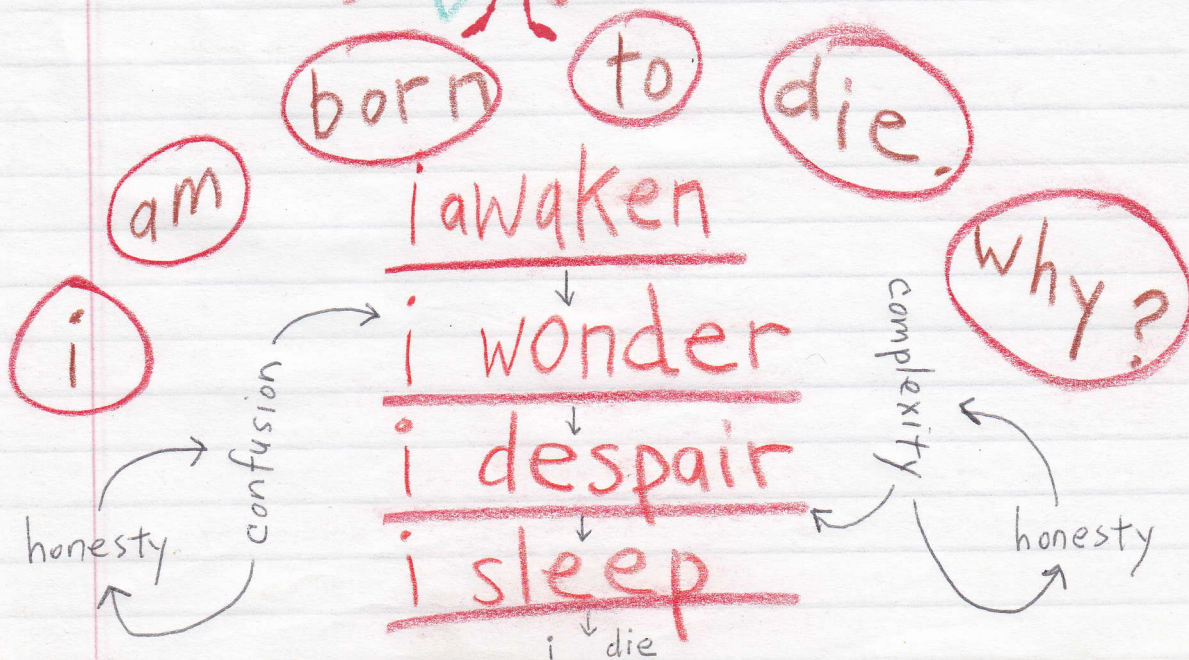 i am born to die. why?
i awaken
i wonder
i despair
i sleep
i die
confusion
honesty
complexity
honesty